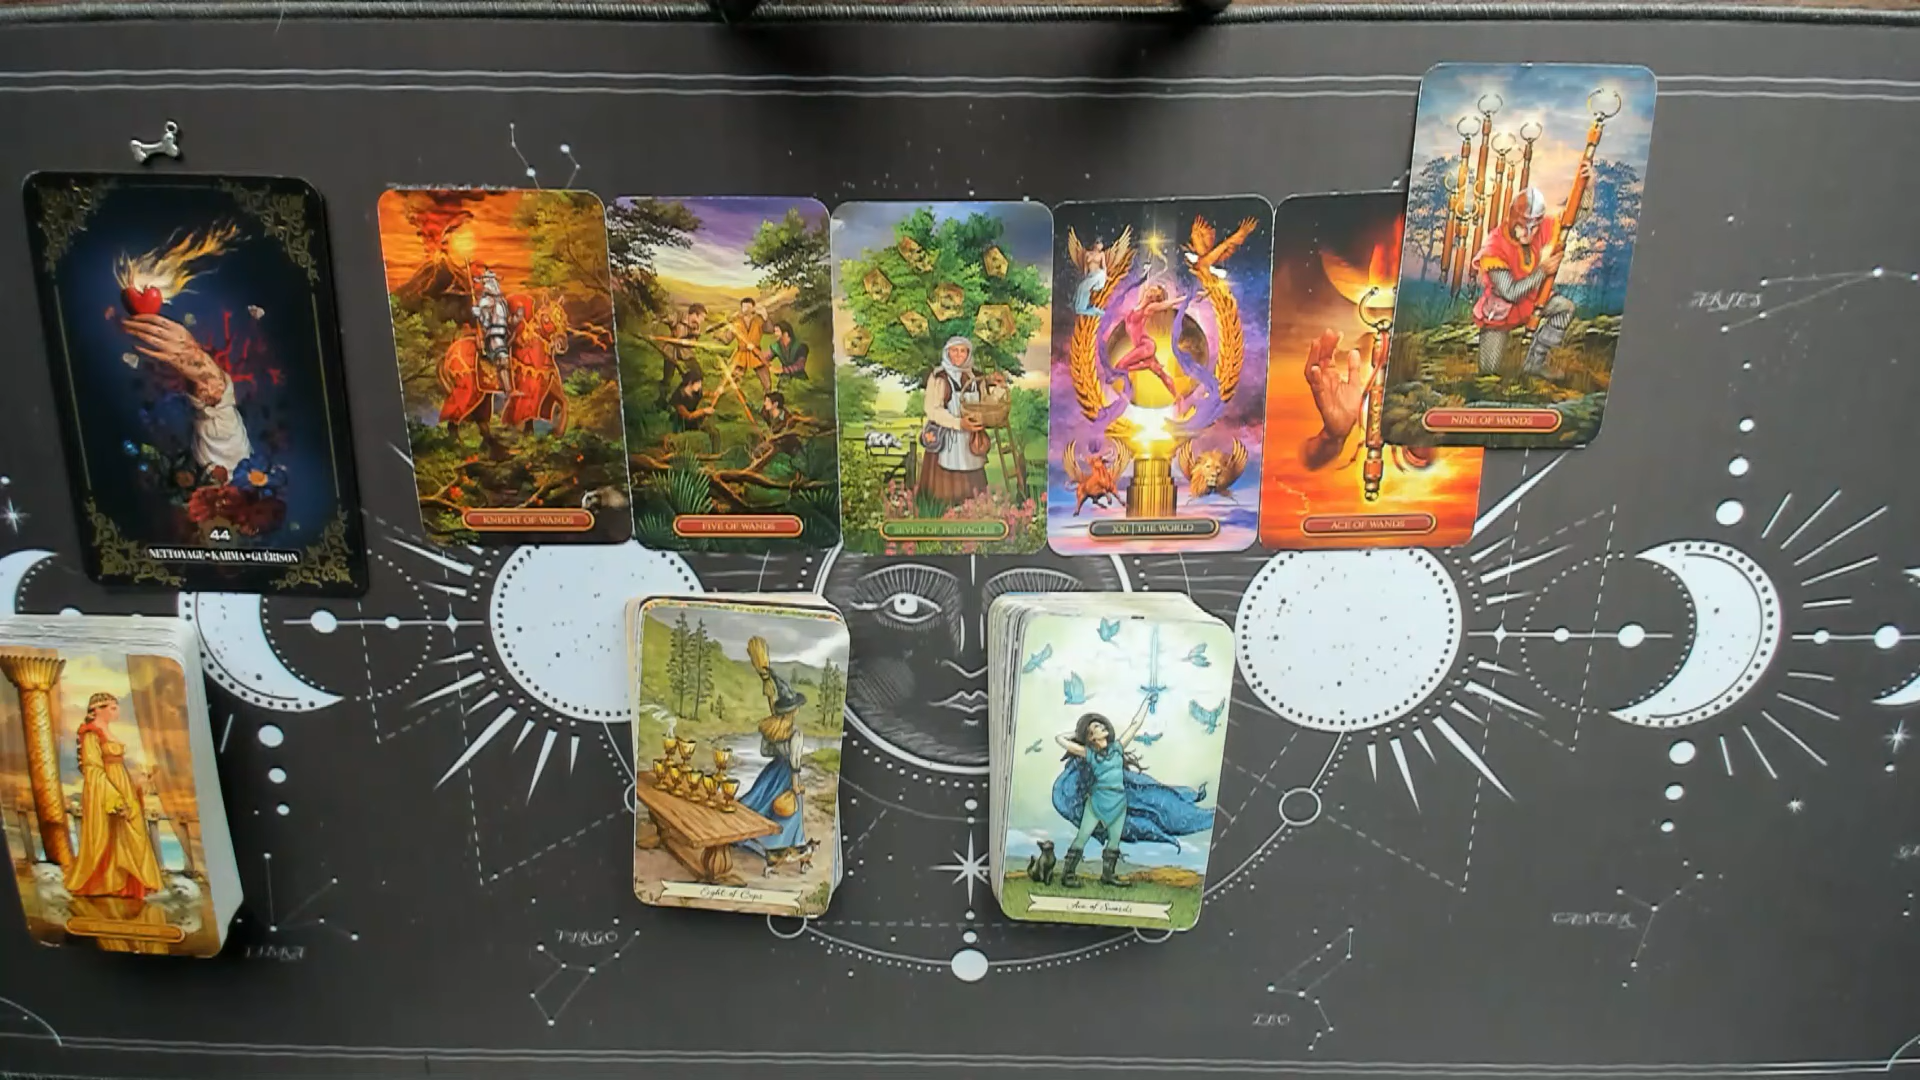 NINE OF WANDS
ARIES
44
NETTOYAGE•KARMA•GUÉRISON
KNIGHT OF WANDS
FIVE OF WANDS
SEVEN OF PENTACLES
XXI | THE WORLD
ACE OF WANDS
Eight of Cups
Ace of Swords
LIBRA
VIRGO
CANCER
LEO